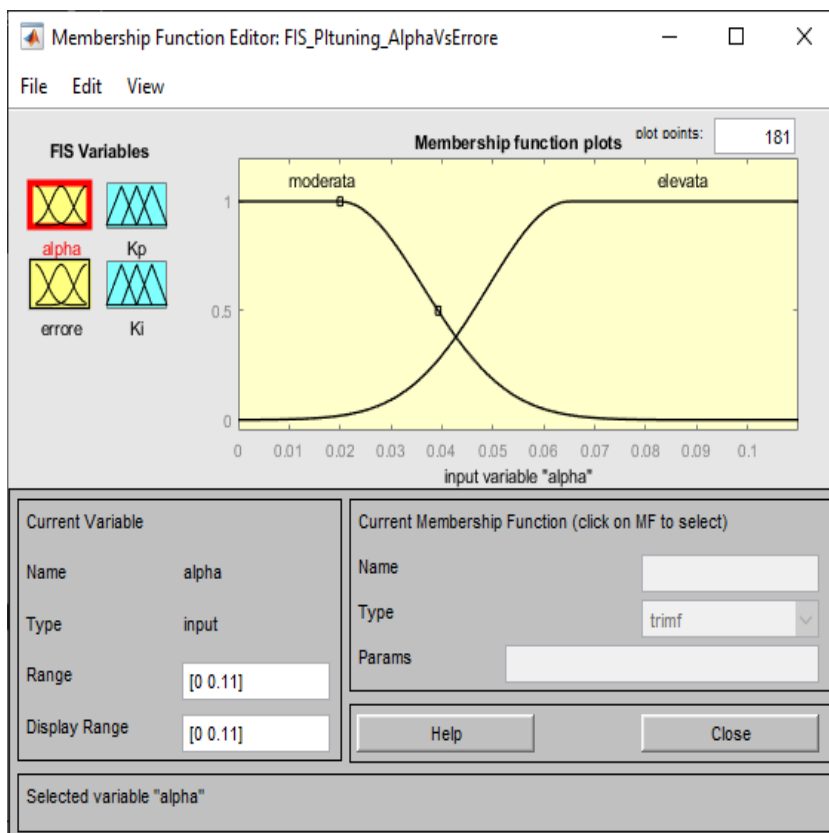 Membership Function Editor: FIS_PItuning_AlphaVsErrore
File Edit View
FIS Variables
alpha
Kp
errore
Ki
Membership function plots
plot points:
181
moderata
elevata
1
0.5
0
0 0.01 0.02 0.03 0.04 0.05 0.06 0.07 0.08 0.09 0.1
input variable "alpha"
Current Variable
Name alpha
Type input
Range [0 0.11]
Display Range [0 0.11]
Current Membership Function (click on MF to select)
Name
Type trimf
Params
Help
Close
Selected variable "alpha"